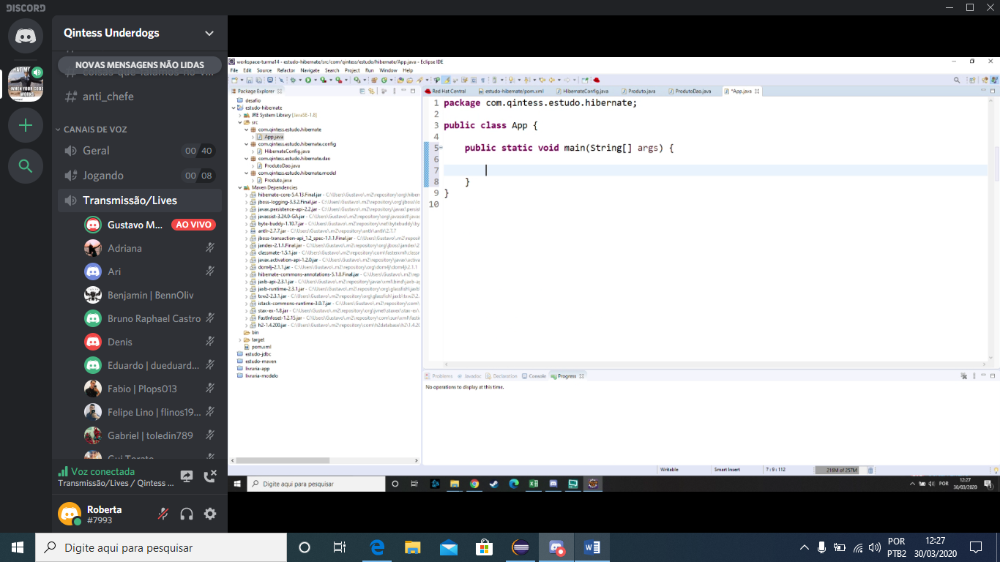 DISCORD
Qintess Underdogs
NOVAS MENSAGENS NÃO LIDAS
anti_chefe
CANAIS DE VOZ
Geral 00 40
Jogando 00 08
Transmissão/Lives
Gustavo M... AO VIVO
Adriana
Ari
Benjamin | BennOliv
Bruno Raphael Castro
Denis
Eduardo | dueduard...
Fabio | Plops013
Felipe Lino | flinos19...
Gabriel | toledin789
Voz conectada
Transmissão/Lives / Qintess ...
Roberta
#7993
workspace-turma14 - estudo-hibernate/src/com/qintess/estudo/hibernate/App.java - Eclipse IDE
File Edit Source Refactor Navigate Search Project Run Window Help
Package Explorer
desafio
estudo-hibernate
JRE System Library [JavaSE-1.8]
src
com.qintess.estudo.hibernate
App.java
com.qintess.estudo.hibernate.config
HibernateConfig.java
com.qintess.estudo.hibernate.dao
ProdutoDao.java
com.qintess.estudo.hibernate.model
Produto.java
Maven Dependencies
hibernate-core-5.4.13.Final.jar - C:\Users\Gustavo\.m2\repository\org\hibern
jboss-logging-3.3.2.Final.jar - C:\Users\Gustavo\.m2\repository\org\jboss\lo
javax.persistence-api-2.2.jar - C:\Users\Gustavo\.m2\repository\javax\persis
javassist-3.24.0-GA.jar - C:\Users\Gustavo\.m2\repository\org\javassist\javas
byte-buddy-1.10.7.jar - C:\Users\Gustavo\.m2\repository\net\bytebuddy\by
antlr-2.7.7.jar - C:\Users\Gustavo\.m2\repository\antlr\antlr\2.7.7
jboss-transaction-api_1.2_spec-1.1.1.Final.jar - C:\Users\Gustavo\.m2\reposit
jandex-2.1.1.Final.jar - C:\Users\Gustavo\.m2\repository\org\jboss\jandex\2
classmate-1.5.1.jar - C:\Users\Gustavo\.m2\repository\com\fasterxml\classr
javax.activation-api-1.2.0.jar - C:\Users\Gustavo\.m2\repository\javax\activa
dom4j-2.1.1.jar - C:\Users\Gustavo\.m2\repository\org\dom4j\dom4j\2.1.1
hibernate-commons-annotations-5.1.0.Final.jar - C:\Users\Gustavo\.m2\rep
jaxb-api-2.3.1.jar - C:\Users\Gustavo\.m2\repository\javax\xml\bind\jaxb-ap
jaxb-runtime-2.3.1.jar - C:\Users\Gustavo\.m2\repository\org\glassfish\jaxb
txw2-2.3.1.jar - C:\Users\Gustavo\.m2\repository\org\glassfish\jaxb\txw2\2.
istack-commons-runtime-3.0.7.jar - C:\Users\Gustavo\.m2\repository\com\
stax-ex-1.8.jar - C:\Users\Gustavo\.m2\repository\org\jvnet\staxex\stax-ex\
FastInfoset-1.2.15.jar - C:\Users\Gustavo\.m2\repository\com\sun\xml\fasti
h2-1.4.200.jar - C:\Users\Gustavo\.m2\repository\com\h2database\h2\1.4.20
bin
target
pom.xml
estudo-jdbc
estudo-maven
livraria-app
livraria-modelo
Red Hat Central estudo-hibernate/pom.xml HibernateConfig.java Produto.java ProdutoDao.java *App.java
1 package com.qintess.estudo.hibernate;
2
3 public class App {
4
5 public static void main(String[] args) {
6
7
8 }
9 }
10
Problems Javadoc Declaration Console Progress
No operations to display at this time.
Writable Smart Insert 7 : 9 : 112 216M of 257M
Digite aqui para pesquisar
POR 12:27
30/03/2020
Digite aqui para pesquisar
POR 12:27
PTB2 30/03/2020